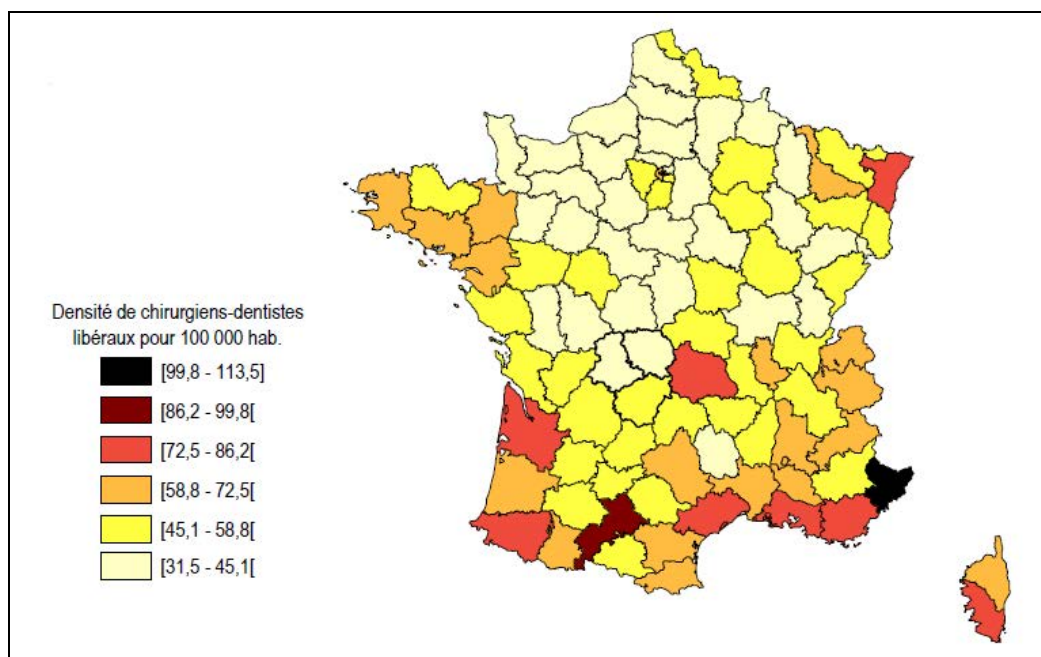 Densité de chirurgiens-dentistes
libéraux pour 100 000 hab.
[99,8 - 113,5]
[86,2 - 99,8[
[72,5 - 86,2[
[58,8 - 72,5[
[45,1 - 58,8[
[31,5 - 45,1[